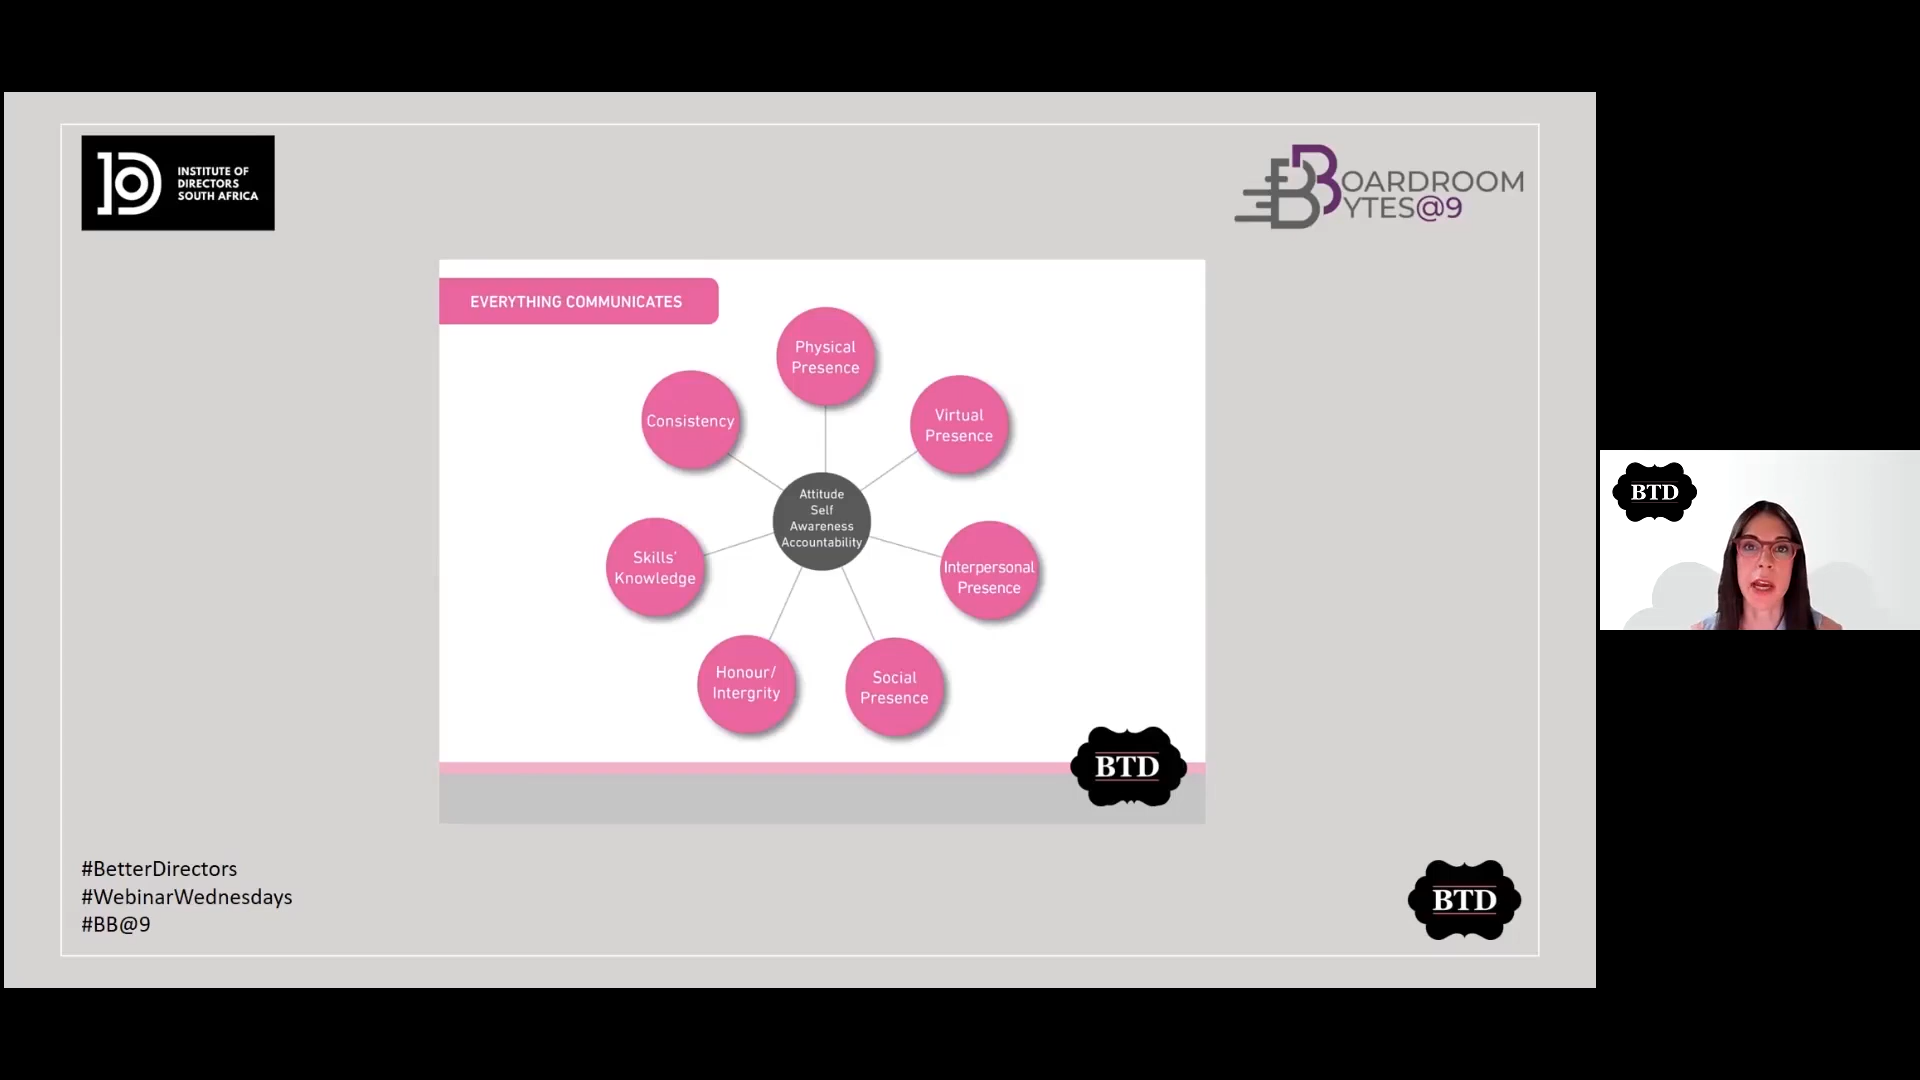 INSTITUTE OF
DIRECTORS
SOUTH AFRICA
BOARDROOM
BYTES@9
EVERYTHING COMMUNICATES
Physical
Presence
Virtual
Presence
Consistency
Attitude
Self
Awareness
Accountability
Skills'
Knowledge
Interpersonal
Presence
Honour/
Intergrity
Social
Presence
BTD
#BetterDirectors
#WebinarWednesdays
#BB@9
BTD
BTD